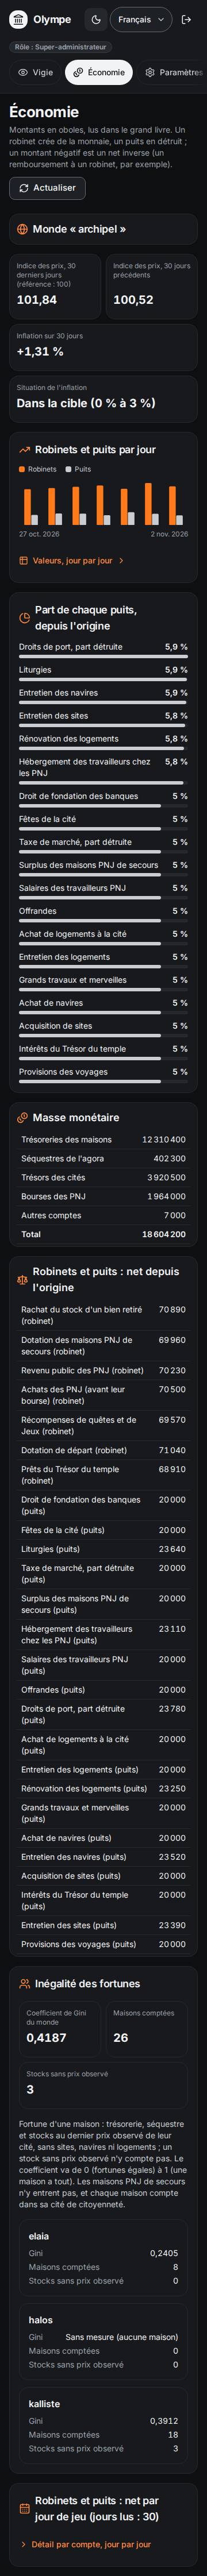 Olympe
Français
Rôle : Super-administrateur
Vigie
Économie
Paramètres
Économie
Montants en oboles, lus dans le grand livre. Un
robinet crée de la monnaie, un puits en détruit ;
un montant négatif est un net inverse (un
remboursement à un robinet, par exemple).
Actualiser
Monde « archipel »
Indice des prix, 30
derniers jours
(référence : 100)
101,84
Indice des prix, 30 jours
précédents
100,52
Inflation sur 30 jours
+1,31 %
Situation de l'inflation
Dans la cible (0 % à 3 %)
Robinets et puits par jour
Robinets
Puits
27 oct. 2026
2 nov. 2026
Valeurs, jour par jour
Part de chaque puits,
depuis l'origine
Droits de port, part détruite 5,9 %
Liturgies 5,9 %
Entretien des navires 5,9 %
Entretien des sites 5,8 %
Rénovation des logements 5,8 %
Hébergement des travailleurs chez
les PNJ 5,8 %
Droit de fondation des banques 5 %
Fêtes de la cité 5 %
Taxe de marché, part détruite 5 %
Surplus des maisons PNJ de secours 5 %
Salaires des travailleurs PNJ 5 %
Offrandes 5 %
Achat de logements à la cité 5 %
Entretien des logements 5 %
Grands travaux et merveilles 5 %
Achat de navires 5 %
Acquisition de sites 5 %
Intérêts du Trésor du temple 5 %
Provisions des voyages 5 %
Masse monétaire
Trésoreries des maisons 12 310 400
Séquestres de l'agora 402 300
Trésors des cités 3 920 500
Bourses des PNJ 1 964 000
Autres comptes 7 000
Total 18 604 200
Robinets et puits : net depuis
l'origine
Rachat du stock d'un bien retiré
(robinet) 70 890
Dotation des maisons PNJ de
secours (robinet) 69 960
Revenu public des PNJ (robinet) 70 230
Achats des PNJ (avant leur
bourse) (robinet) 70 500
Récompenses de quêtes et de
Jeux (robinet) 69 570
Dotation de départ (robinet) 71 040
Prêts du Trésor du temple
(robinet) 68 910
Droit de fondation des banques
(puits) 20 000
Fêtes de la cité (puits) 20 000
Liturgies (puits) 23 640
Taxe de marché, part détruite
(puits) 20 000
Surplus des maisons PNJ de
secours (puits) 20 000
Hébergement des travailleurs
chez les PNJ (puits) 23 110
Salaires des travailleurs PNJ
(puits) 20 000
Offrandes (puits) 20 000
Droits de port, part détruite
(puits) 23 780
Achat de logements à la cité
(puits) 20 000
Entretien des logements (puits) 20 000
Rénovation des logements (puits) 23 250
Grands travaux et merveilles
(puits) 20 000
Achat de navires (puits) 20 000
Entretien des navires (puits) 23 520
Acquisition de sites (puits) 20 000
Intérêts du Trésor du temple
(puits) 20 000
Entretien des sites (puits) 23 390
Provisions des voyages (puits) 20 000
Inégalité des fortunes
Coefficient de Gini
du monde
0,4187
Maisons comptées
26
Stocks sans prix observé
3
Fortune d'une maison : trésorerie, séquestre
et stocks au dernier prix observé de leur
cité, sans sites, navires ni logements ; un
stock sans prix observé n'y compte pas. Le
coefficient va de 0 (fortunes égales) à 1 (une
maison a tout). Les maisons PNJ de secours
n'y entrent pas, et chaque maison compte
dans sa cité de citoyenneté.
elaia
Gini 0,2405
Maisons comptées 8
Stocks sans prix observé 0
halos
Gini Sans mesure (aucune maison)
Maisons comptées 0
Stocks sans prix observé 0
kalliste
Gini 0,3912
Maisons comptées 18
Stocks sans prix observé 3
Robinets et puits : net par
jour de jeu (jours lus : 30)
Détail par compte, jour par jour